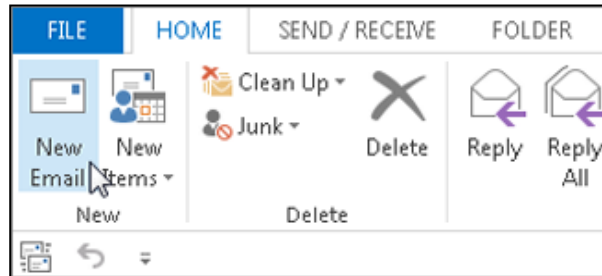 FILE HOME SEND / RECEIVE FOLDER
New Email
New Items
Clean Up
Junk
Delete
Reply
Reply All
New
Delete